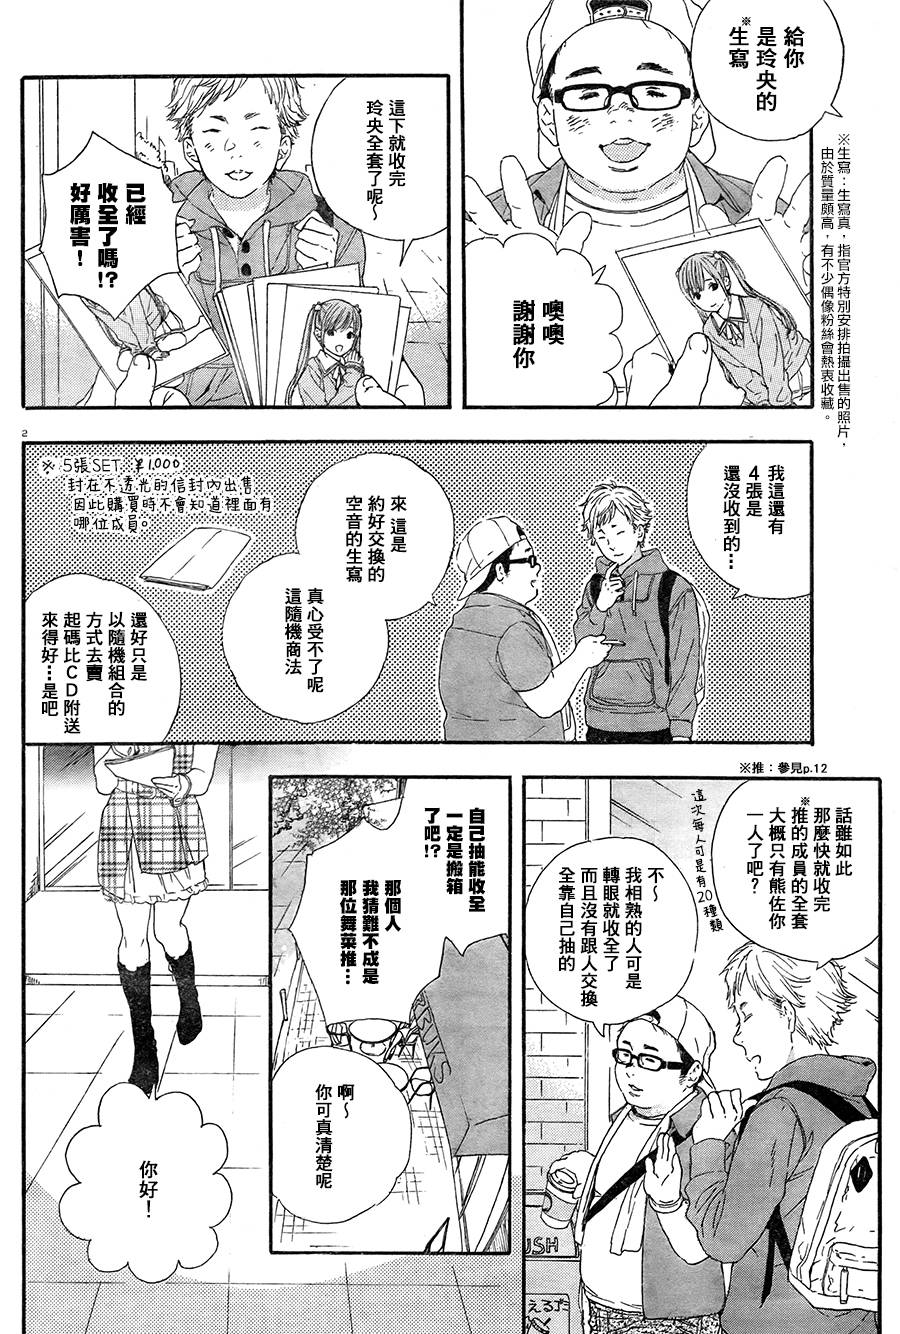 給你
是玲央的
※生寫
※生寫：生寫真，指官方特別安排拍攝出售的照片，
由於質量頗高，有不少偶像粉絲會熱衷收藏。
噢噢
謝謝你
這下就收完
玲央全套了呢～
已經
收全了嗎!?
好厲害！
2
我這還有
4張是
還沒收到的…
來 這是
約好交換的
空音的生寫
真心受不了呢
這隨機商法
※5張SET ¥1,000
封在不透光的信封內出售
因此購買時不會知道裡面有
哪位成員。
還好只是
以隨機組合的
方式去賣
起碼比CD附送
來得好…是吧
※推：參見p.12
話雖如此
那麼快就收完
※推的成員的全套
大概只有熊佐你
一人了吧？
這次每人可是有20種類
不～
我相熟的人可是
轉眼就收全了
而且沒有跟人交換
全靠自己抽的
USH
える
自己抽能收全
一定是搬箱
了吧!?
那個人
我猜難不成是
那位舞菜推…
啊～
你可真清楚呢
你好！